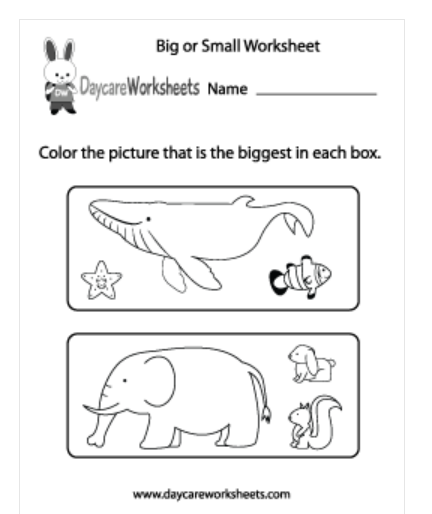 Big or Small Worksheet
DW
DaycareWorksheets Name
Color the picture that is the biggest in each box.
www.daycareworksheets.com